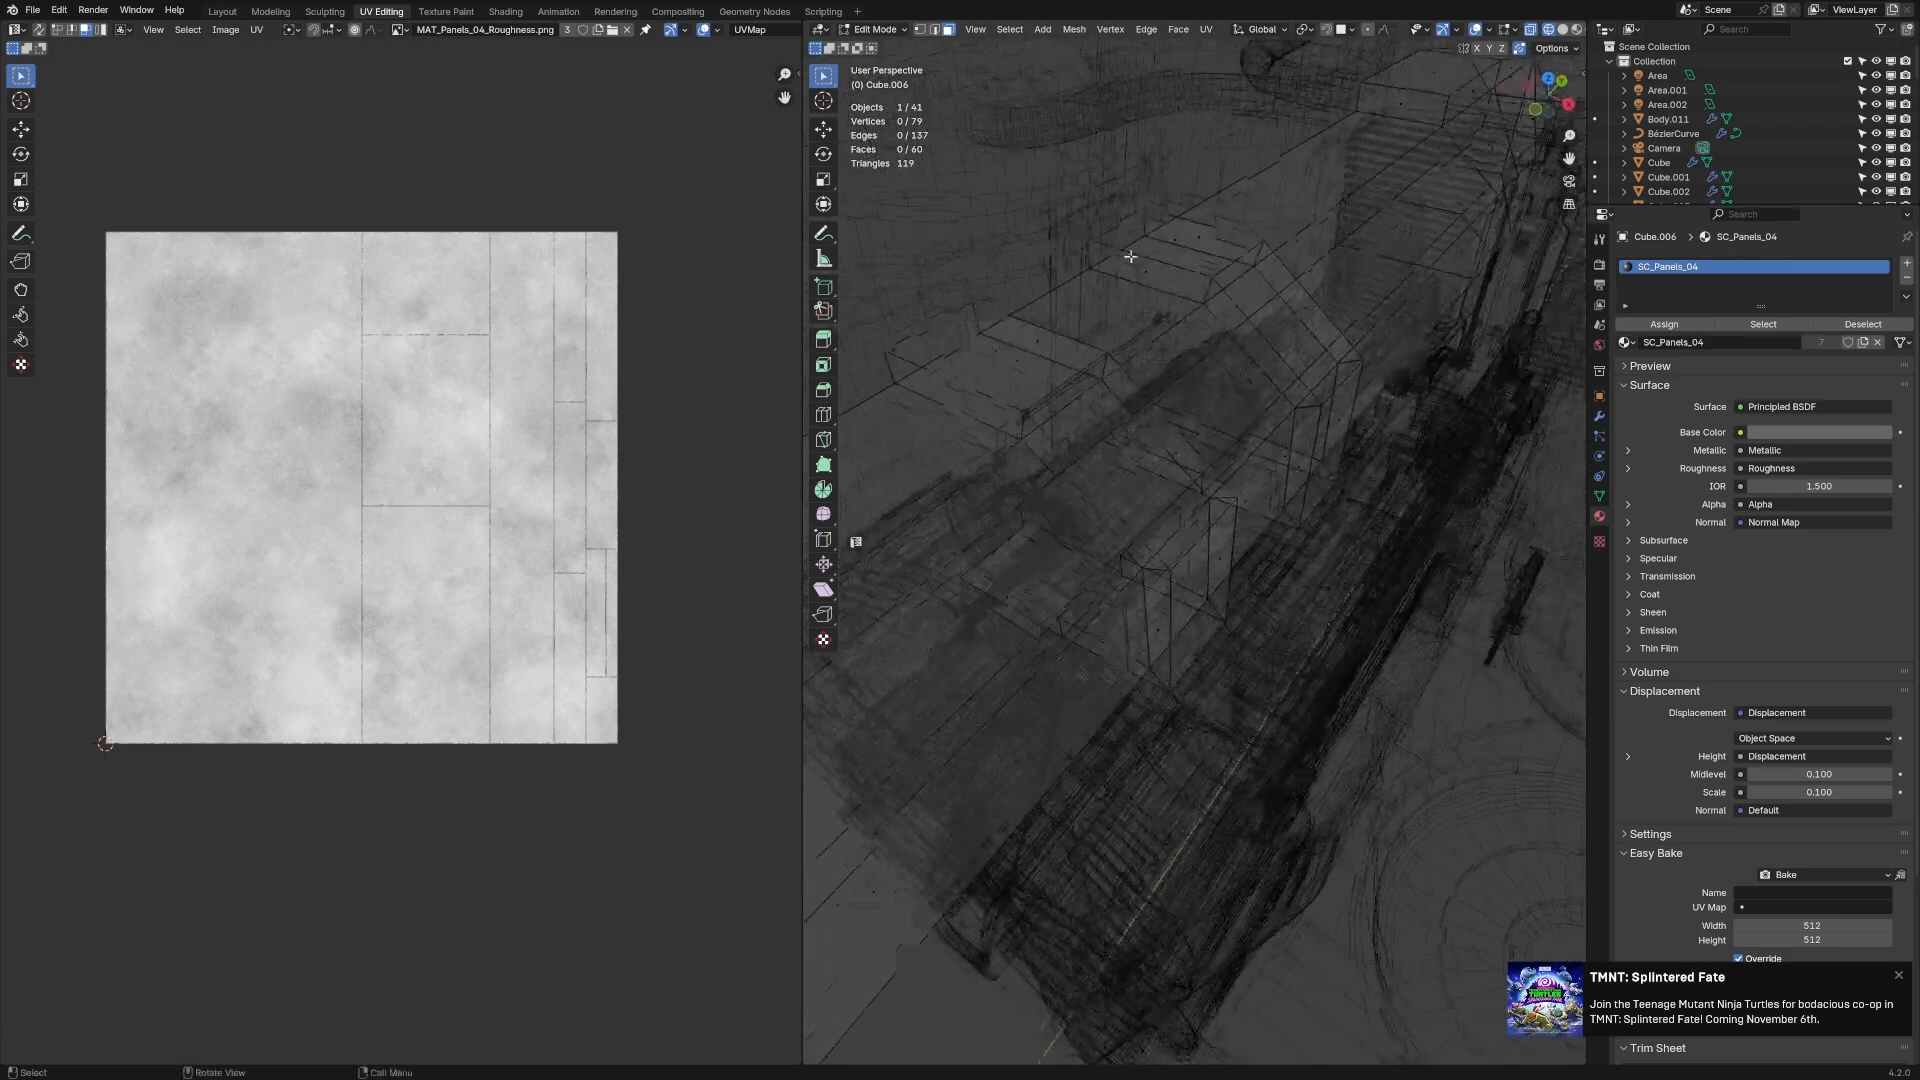 File Edit Render Window Help Layout Modeling Sculpting UV Editing Texture Paint Shading Animation Rendering Compositing Geometry Nodes Scripting + Scene ViewLayer
View Select Image UV MAT_Panels_04_Roughness.png 3 UVMap
Edit Mode View Select Add Mesh Vertex Edge Face UV Global Search
X Y Z Options
User Perspective
(0) Cube.006
Objects 1 / 41
Vertices 0 / 79
Edges 0 / 137
Faces 0 / 60
Triangles 119
Scene Collection
Collection
Area
Area.001
Area.002
Body.011
BézierCurve
Camera
Cube
Cube.001
Cube.002
Search
Cube.006 > SC_Panels_04
SC_Panels_04
Assign Select Deselect
SC_Panels_04 7
Preview
Surface
Surface Principled BSDF
Base Color
Metallic Metallic
Roughness Roughness
IOR 1.500
Alpha Alpha
Normal Normal Map
Subsurface
Specular
Transmission
Coat
Sheen
Emission
Thin Film
Volume
Displacement
Displacement Displacement
Object Space
Height Displacement
Midlevel 0.100
Scale 0.100
Normal Default
Settings
Easy Bake
Bake
Name
UV Map
Width 512
Height 512
Override
TMNT: Splintered Fate
Join the Teenage Mutant Ninja Turtles for bodacious co-op in
TMNT: Splintered Fate! Coming November 6th.
Trim Sheet
Select Rotate View Call Menu 4.2.0